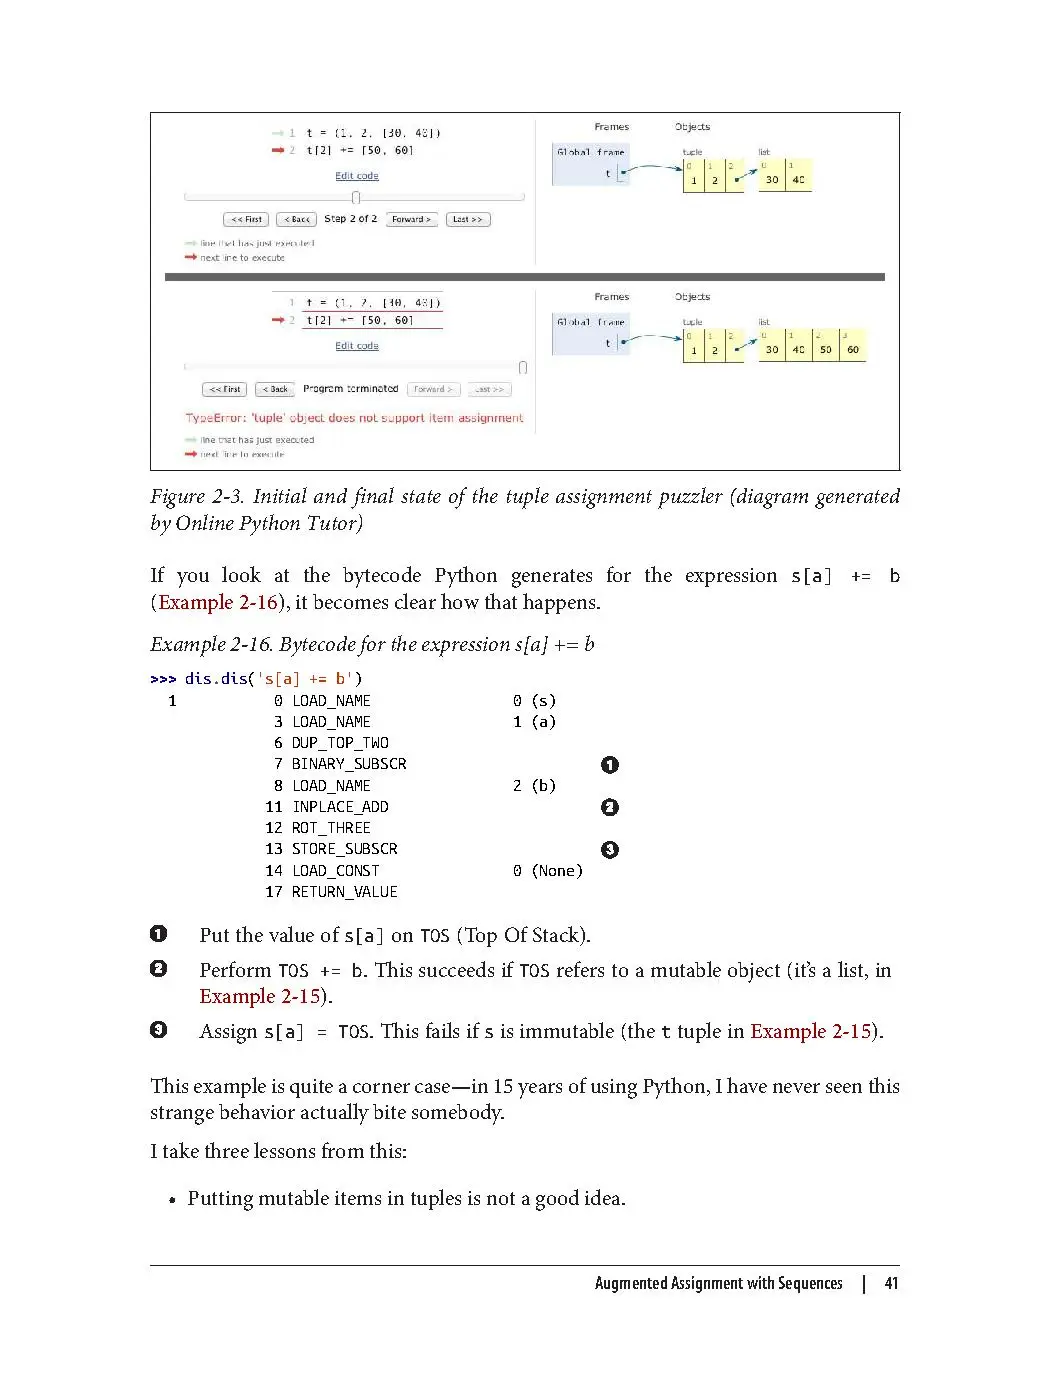 1 t = (1, 2, [30, 40])
2 t[2] += [50, 60]
Edit code
<< First < Back Step 2 of 2 Forward > Last >>
line that has just executed
next line to execute
Frames Objects
Global frame
t
tuple list
0 1 2 0 1
1 2 30 40
1 t = (1, 2, [30, 40])
2 t[2] += [50, 60]
Edit code
<< First < Back Program terminated Forward > Last >>
TypeError: 'tuple' object does not support item assignment
line that has just executed
next line to execute
Frames Objects
Global frame
t
tuple list
0 1 2 0 1 2 3
1 2 30 40 50 60
Figure 2-3. Initial and final state of the tuple assignment puzzler (diagram generated
by Online Python Tutor)
If you look at the bytecode Python generates for the expression s[a] += b
(Example 2-16), it becomes clear how that happens.
Example 2-16. Bytecode for the expression s[a] += b
>>> dis.dis('s[a] += b')
1 0 LOAD_NAME 0 (s)
3 LOAD_NAME 1 (a)
6 DUP_TOP_TWO
7 BINARY_SUBSCR ❶
8 LOAD_NAME 2 (b)
11 INPLACE_ADD ❷
12 ROT_THREE
13 STORE_SUBSCR ❸
14 LOAD_CONST 0 (None)
17 RETURN_VALUE
❶ Put the value of s[a] on TOS (Top Of Stack).
❷ Perform TOS += b. This succeeds if TOS refers to a mutable object (it’s a list, in
Example 2-15).
❸ Assign s[a] = TOS. This fails if s is immutable (the t tuple in Example 2-15).
This example is quite a corner case—in 15 years of using Python, I have never seen this
strange behavior actually bite somebody.
I take three lessons from this:
• Putting mutable items in tuples is not a good idea.
Augmented Assignment with Sequences | 41